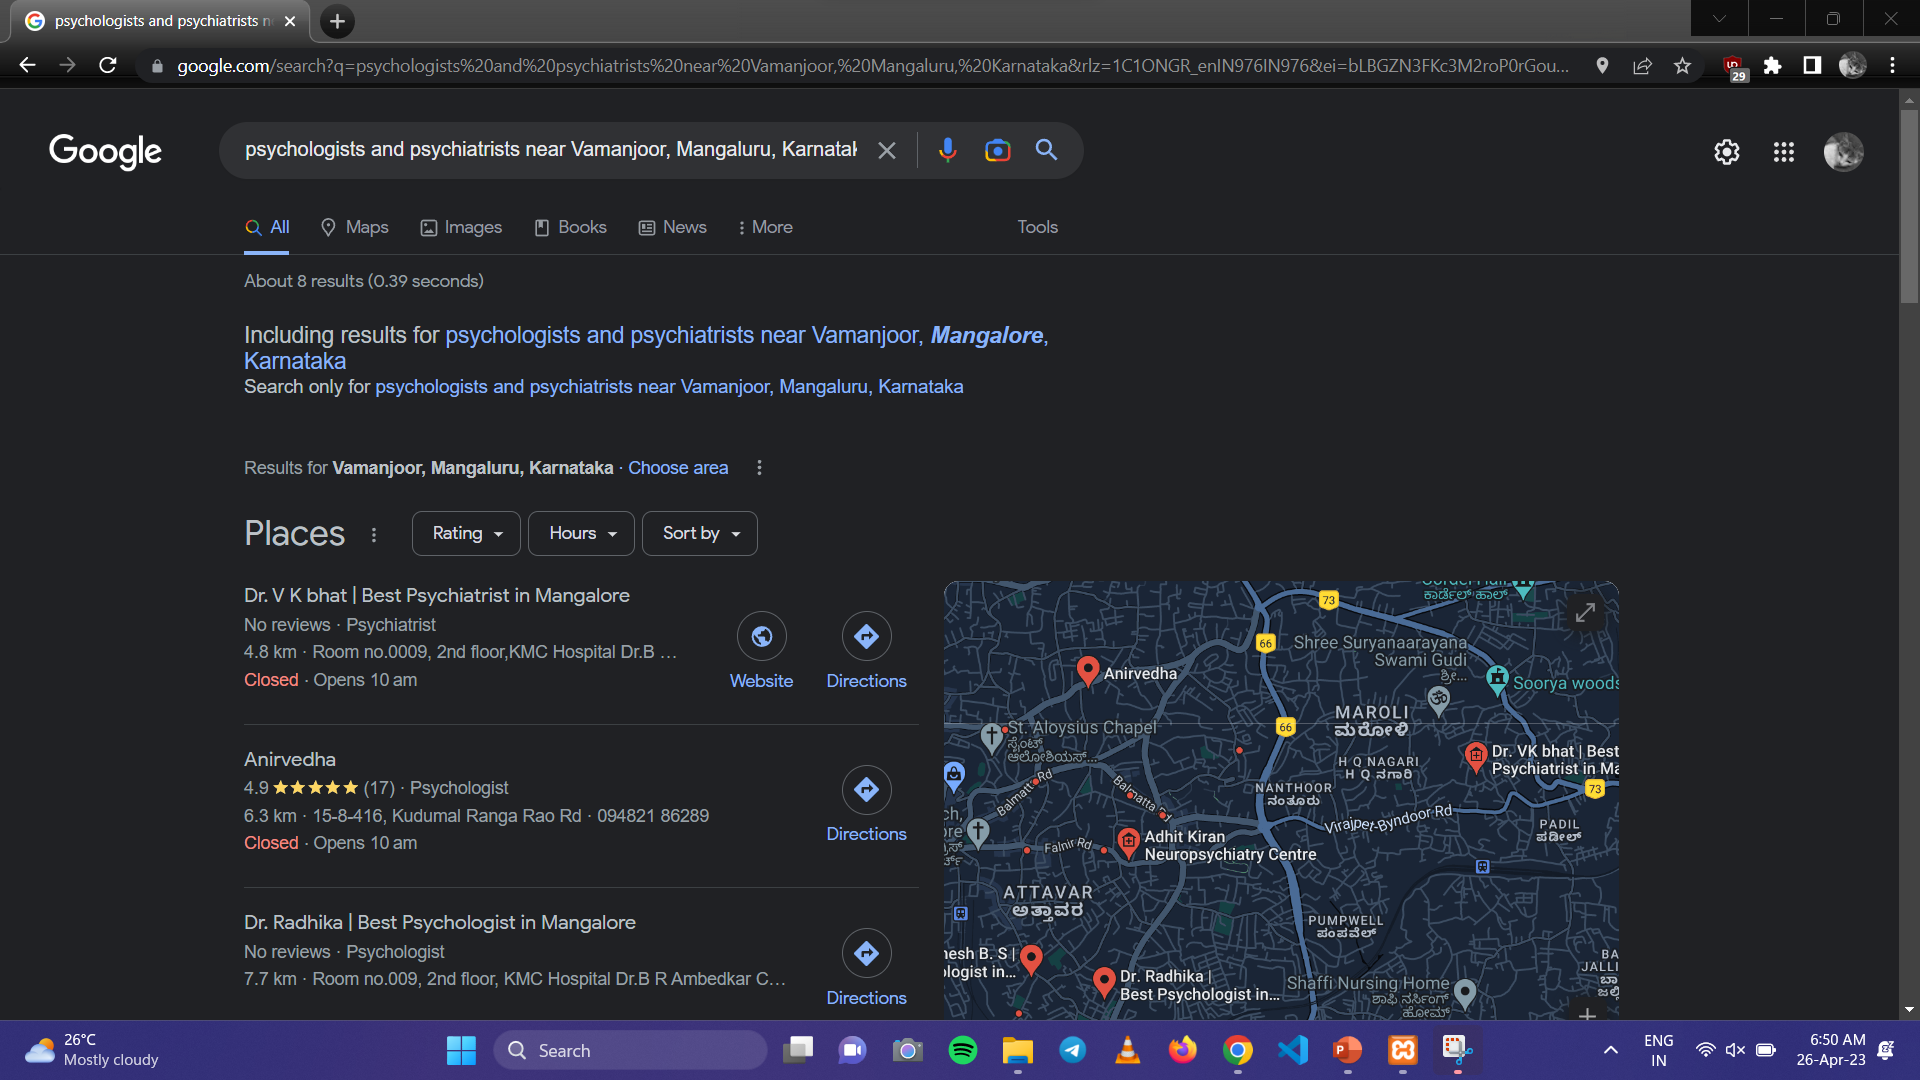 psychologists and psychiatrists n
google.com/search?q=psychologists%20and%20psychiatrists%20near%20Vamanjoor,%20Mangaluru,%20Karnataka&rlz=1C1ONGR_enIN976IN976&ei=bLBGZN3FKc3M2roP0rGou...
29
Google
psychologists and psychiatrists near Vamanjoor, Mangaluru, Karnatak
All
Maps
Images
Books
News
More
Tools
About 8 results (0.39 seconds)
Including results for psychologists and psychiatrists near Vamanjoor, Mangalore,
Karnataka
Search only for psychologists and psychiatrists near Vamanjoor, Mangaluru, Karnataka
Results for Vamanjoor, Mangaluru, Karnataka · Choose area
Places
Rating
Hours
Sort by
Dr. V K bhat | Best Psychiatrist in Mangalore
No reviews · Psychiatrist
4.8 km · Room no.0009, 2nd floor,KMC Hospital Dr.B ...
Closed · Opens 10 am
Website
Directions
Anirvedha
4.9 (17) · Psychologist
6.3 km · 15-8-416, Kudumal Ranga Rao Rd · 094821 86289
Closed · Opens 10 am
Directions
Dr. Radhika | Best Psychologist in Mangalore
No reviews · Psychologist
7.7 km · Room no.009, 2nd floor, KMC Hospital Dr.B R Ambedkar C...
Directions
ಕಾರ್ಡೆಲ್ ಹಾಲ್
73
66
Shree Suryanaarayana
Swami Gudi
ಶ್ರೀ...
Anirvedha
Soorya woods
St. Aloysius Chapel
ಸೈಂಟ್
ಅಲೋಶಿಯಸ್...
66
MAROLI
ಮರೋಳಿ
H Q NAGARI
H Q ನಗಾರಿ
Dr. VK bhat | Best
Psychiatrist in Ma
73
Balmatta Rd
Balmatta Rd
NANTHOOR
ನಂತೂರು
Virajpet-Byndoor Rd
PADIL
ಪಡೀಲ್
Falnir Rd
Adhit Kiran
Neuropsychiatry Centre
ATTAVAR
ಅತ್ತಾವರ
PUMPWELL
ಪಂಪವೆಲ್
nesh B. S |
ologist in...
Dr. Radhika |
Best Psychologist in...
Shaffi Nursing Home
ಶಾಫಿ ನರ್ಸಿಂಗ್
ಹೋಮ್
BA
JALLI
26°C
Mostly cloudy
Search
ENG
IN
6:50 AM
26-Apr-23